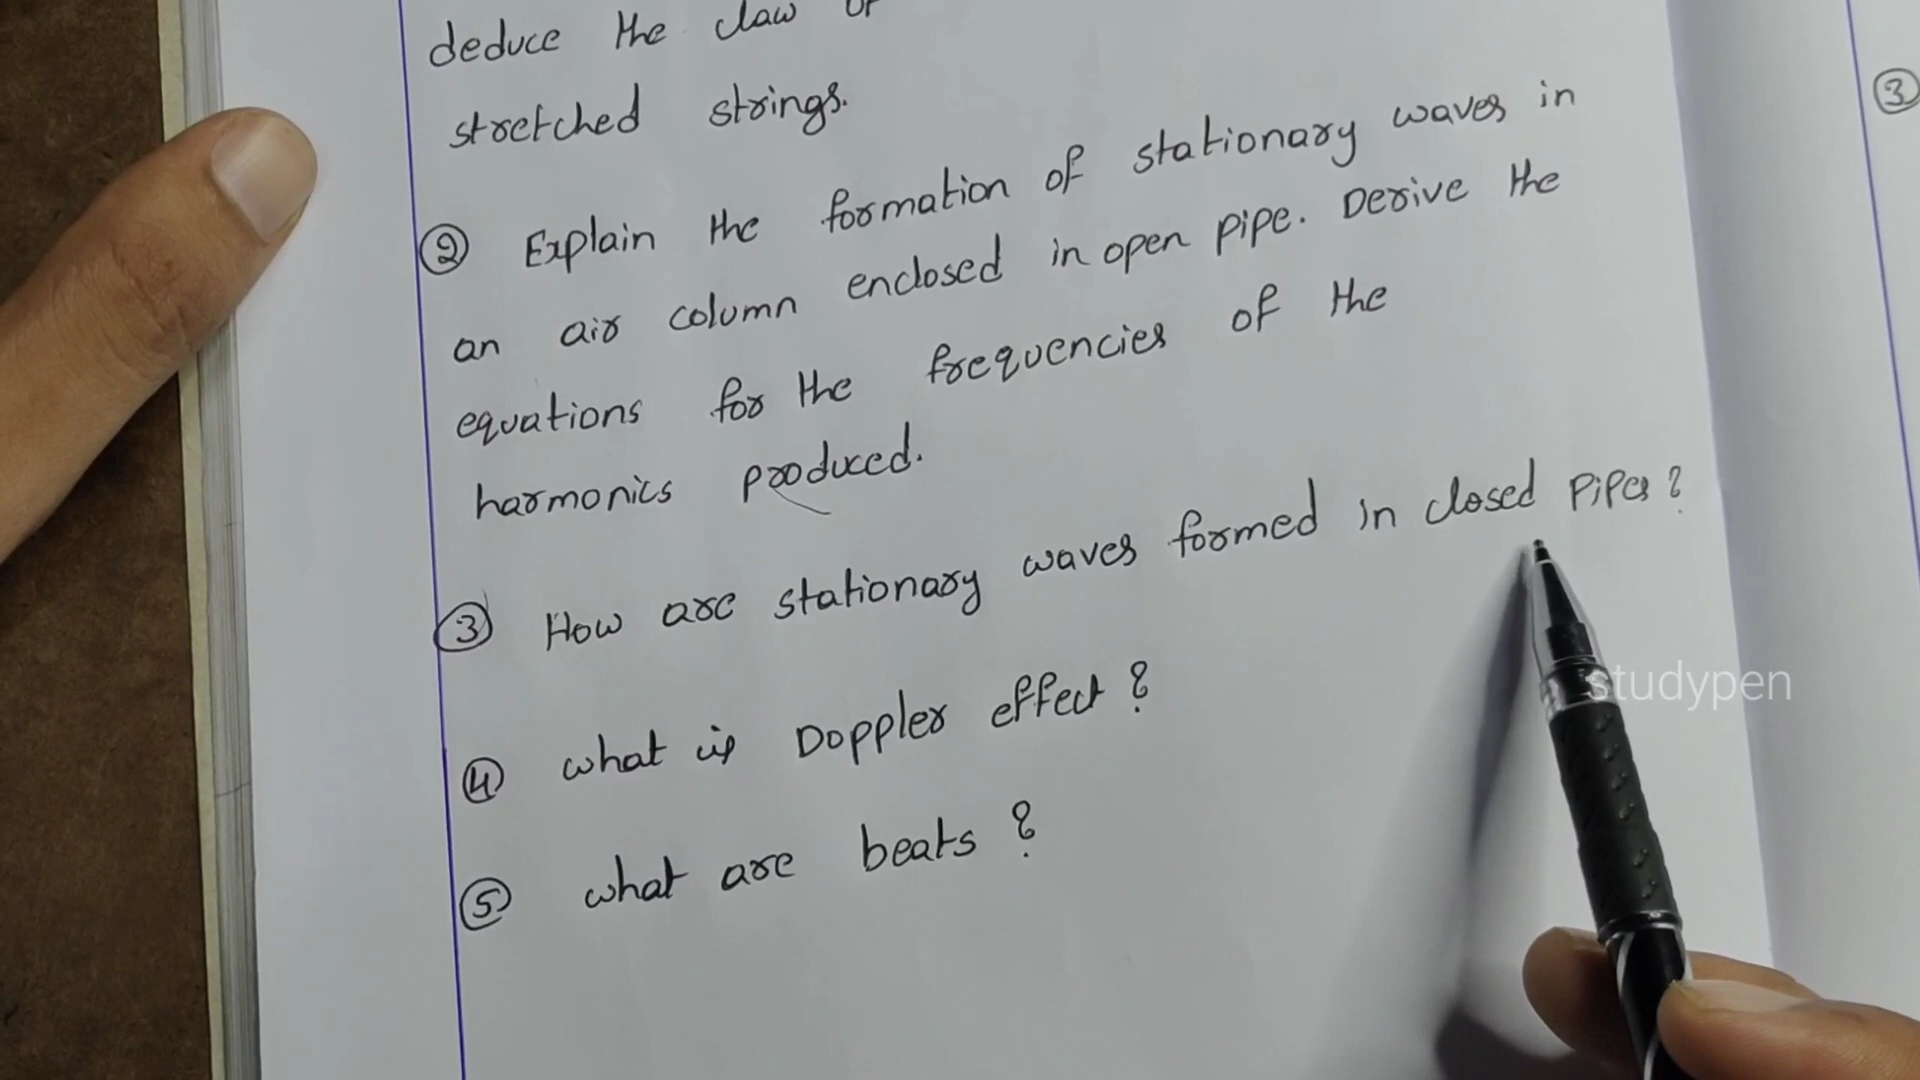 deduce the claw of
stretched strings.
② Explain the formation of stationary waves in
an air column enclosed in open pipe. Derive the
equations for the frequencies of the
harmonics produced.
③ How are stationary waves formed in closed pipes?
④ what is Doppler effect?
⑤ what are beats?
③
studypen